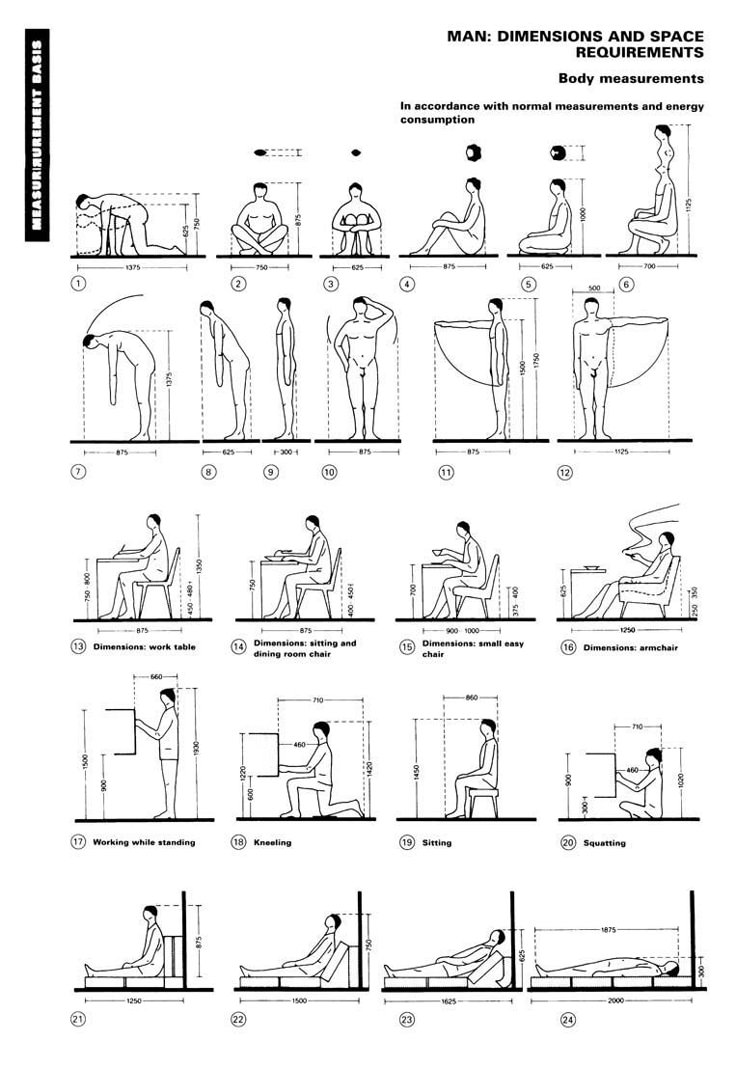 BASIS
MAN: DIMENSIONS AND SPACE
REQUIREMENTS
Body measurements
In accordance with normal measurements and energy
consumption
625 750 875 1000 1125
1375 750 625 875 625 700
1 2 3 4 5 6
500
1375 1500 1750
875 625 300 875 875 1125
7 8 9 10 11 12
750 800 450 480 1350 750 400 450 700 375 400 625 250 350
875 875 900 1000 1250
13 Dimensions: work table
14 Dimensions: sitting and
dining room chair
15 Dimensions: small easy
chair
16 Dimensions: armchair
660 710 860 710
1500 900 1930 1220 600 460 1420 1450 900 300 460 1020
17 Working while standing
18 Kneeling
19 Sitting
20 Squatting
875 750 625 1875 300
1250 1500 1625 2000
21 22 23 24